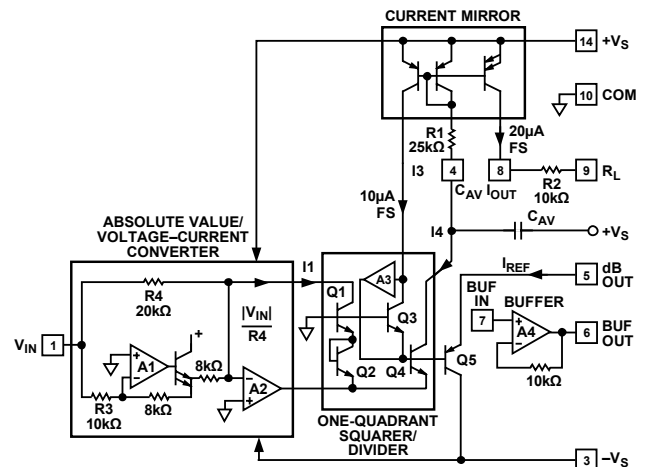 CURRENT MIRROR
14 +VS
10 COM
R1
25kΩ
20µA
FS
I3
4
8
9 RL
CAV IOUT
R2
10kΩ
10µA
FS
ABSOLUTE VALUE/
VOLTAGE–CURRENT
CONVERTER
I4
CAV
+VS
I1
IREF
5 dB
OUT
R4
20kΩ
|VIN|
R4
Q1
A3
Q3
BUF
IN
7
BUFFER
A4
6 BUF
OUT
VIN 1
+
+
A1
–
8kΩ
–
A2
+
Q2
Q4
Q5
+
–
10kΩ
R3
10kΩ
8kΩ
ONE-QUADRANT
SQUARER/
DIVIDER
3 –VS